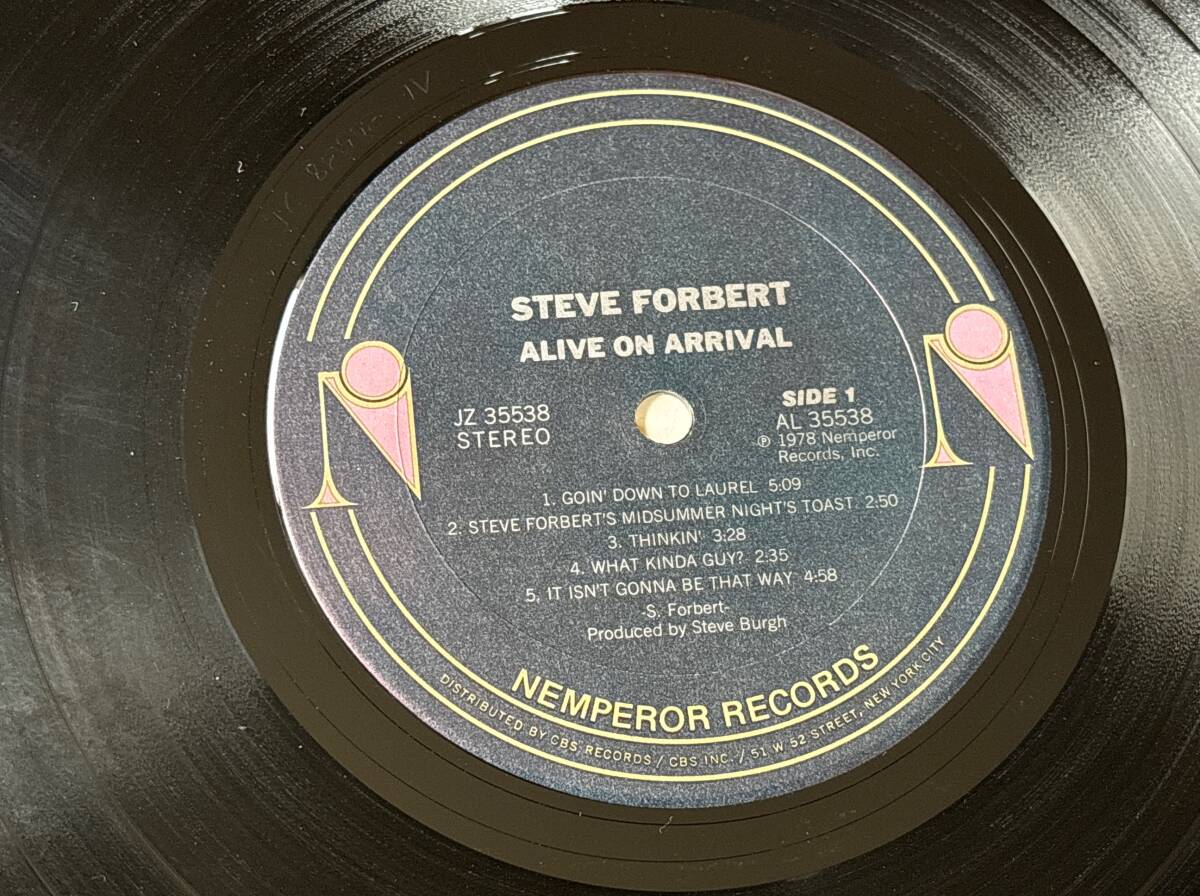 STEVE FORBERT
ALIVE ON ARRIVAL
JZ 35538
STEREO
SIDE 1
AL 35538
℗ 1978 Nemperor
Records, Inc.
1. GOIN' DOWN TO LAUREL 5:09
2. STEVE FORBERT'S MIDSUMMER NIGHT'S TOAST 2:50
3. THINKIN' 3:28
4. WHAT KINDA GUY? 2:35
5. IT ISN'T GONNA BE THAT WAY 4:58
-S. Forbert-
Produced by Steve Burgh
NEMPEROR RECORDS
DISTRIBUTED BY CBS RECORDS / CBS INC. / 51 W 52 STREET, NEW YORK CITY